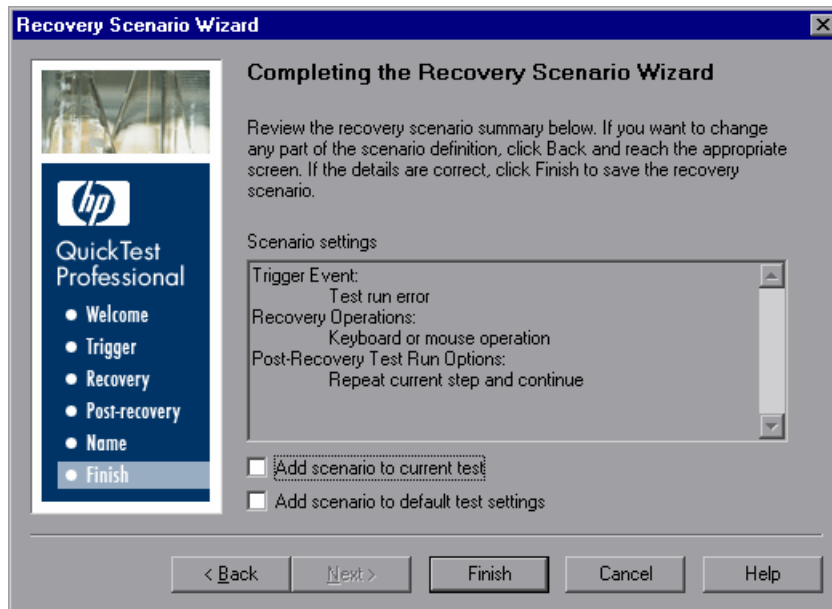 Recovery Scenario Wizard
Completing the Recovery Scenario Wizard
Review the recovery scenario summary below. If you want to change
any part of the scenario definition, click Back and reach the appropriate
screen. If the details are correct, click Finish to save the recovery
scenario.
hp
QuickTest
Professional
Welcome
Trigger
Recovery
Post-recovery
Name
Finish
Scenario settings
Trigger Event:
Test run error
Recovery Operations:
Keyboard or mouse operation
Post-Recovery Test Run Options:
Repeat current step and continue
Add scenario to current test
Add scenario to default test settings
< Back
Next >
Finish
Cancel
Help